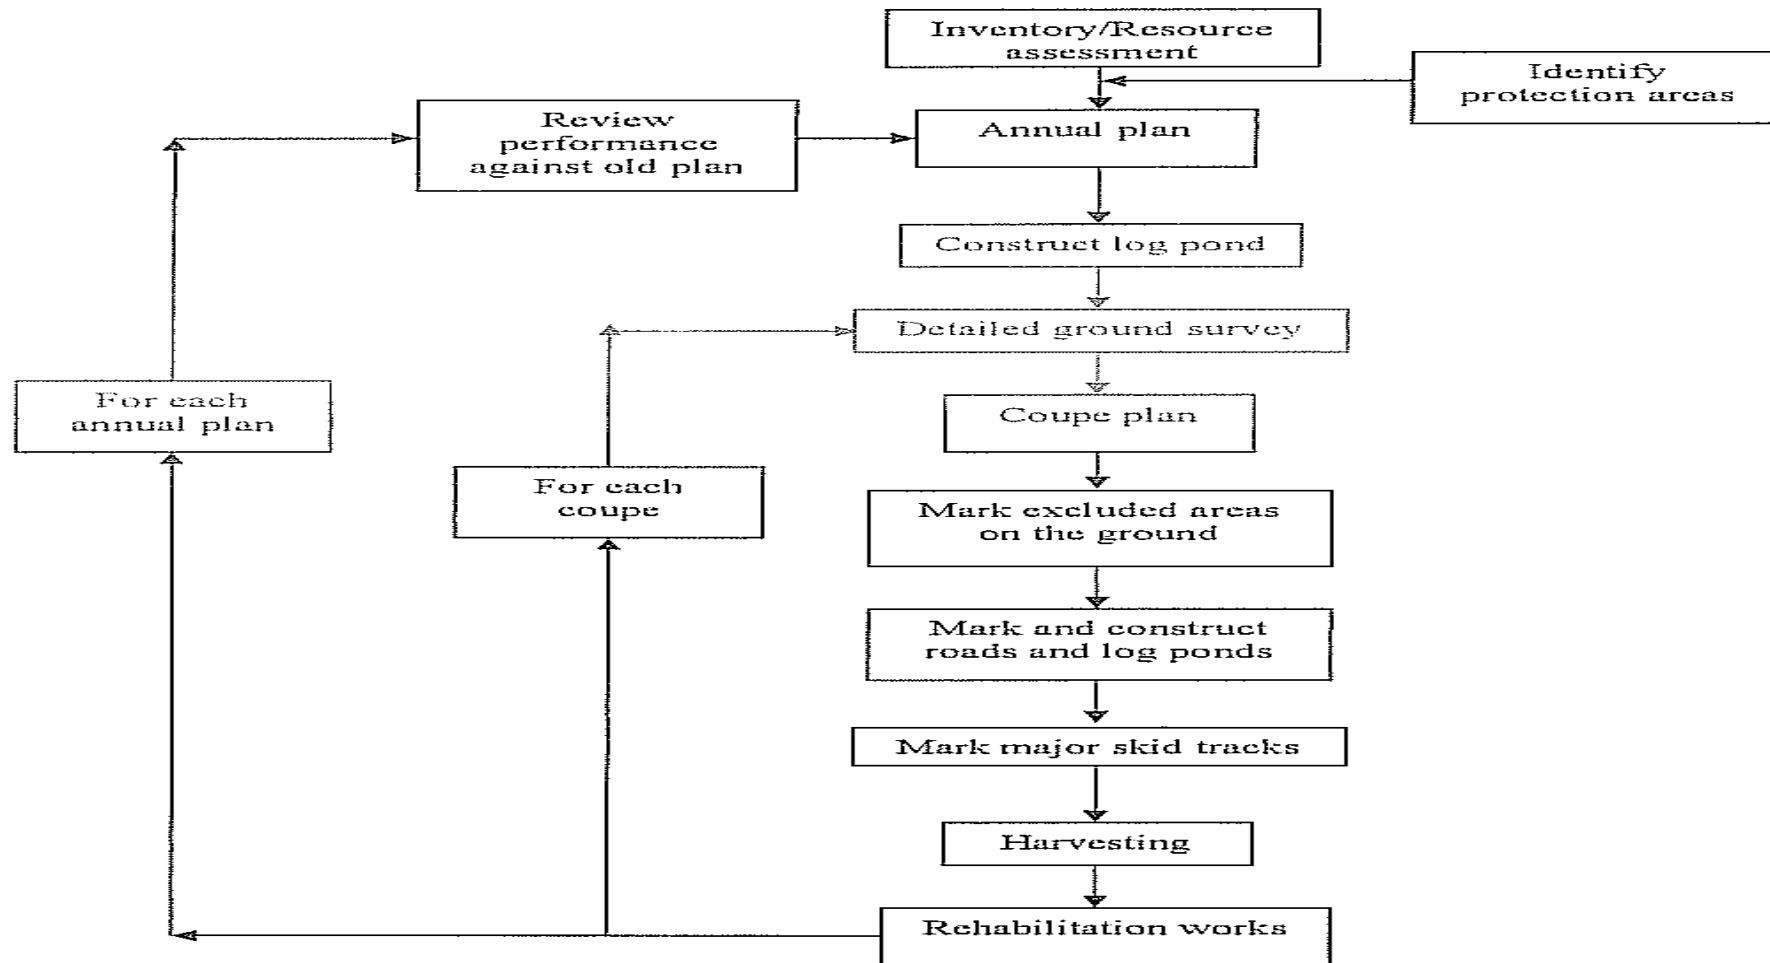 Inventory/Resource
assessment
Identify
protection areas
Review
performance
against old plan
Annual plan
Construct log pond
Detailed ground survey
For each
annual plan
Coupe plan
For each
coupe
Mark excluded areas
on the ground
Mark and construct
roads and log ponds
Mark major skid tracks
Harvesting
Rehabilitation works